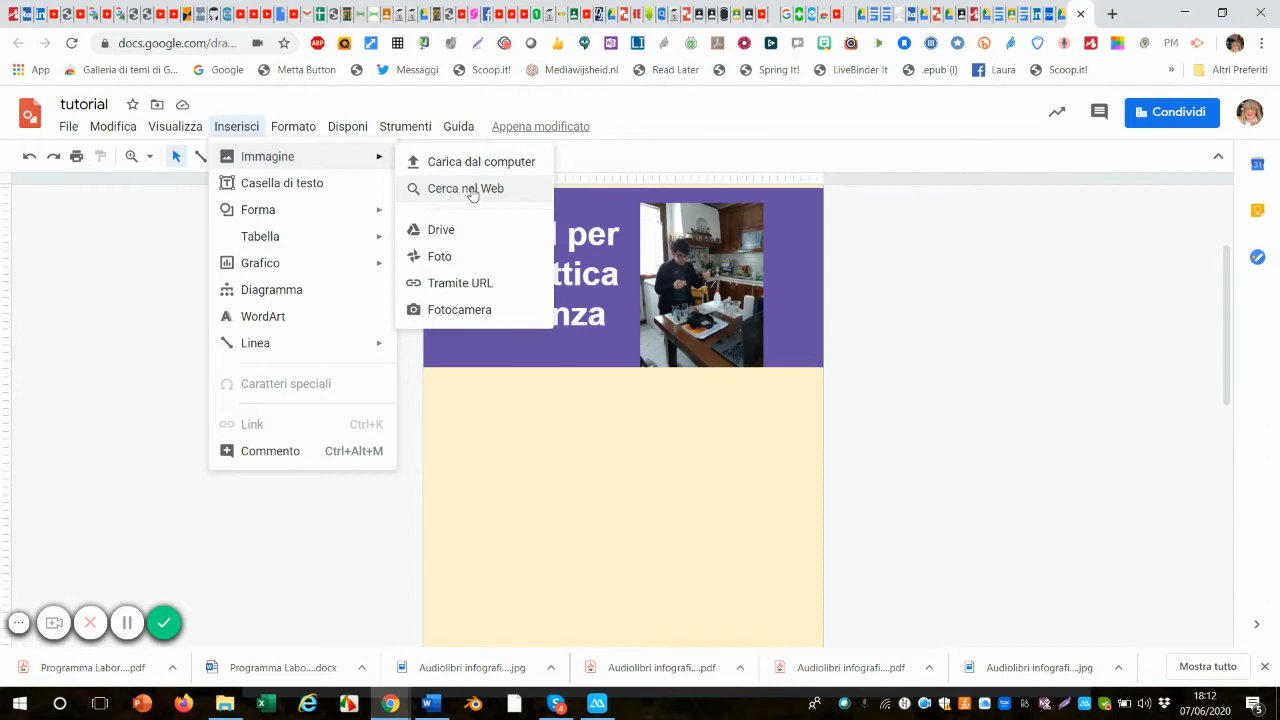 docs.google.com/dra...
PM
App
Galleria di temi di G...
Google
Metta Button
Messaggi
Scoop.it!
Mediawijsheid.nl
Read Later
Spring It!
LiveBinder It
.epub (i)
Laura
Scoop.it!
»
Altri Preferiti
tutorial
File
Modifica
Visualizza
Inserisci
Formato
Disponi
Strumenti
Guida
Appena modificato
Condividi
Immagine
Casella di testo
Forma
Tabella
Grafico
Diagramma
WordArt
Linea
Caratteri speciali
Link Ctrl+K
Commento Ctrl+Alt+M
Carica dal computer
Cerca nel Web
Drive
Foto
Tramite URL
Fotocamera
per
ttica
nza
Programma Labor....pdf
Programma Labo....docx
Audiolibri infografi....jpg
Audiolibri infografi....pdf
Audiolibri infografi....pdf
Audiolibri infografi....jpg
Mostra tutto
18:12
07/06/2020